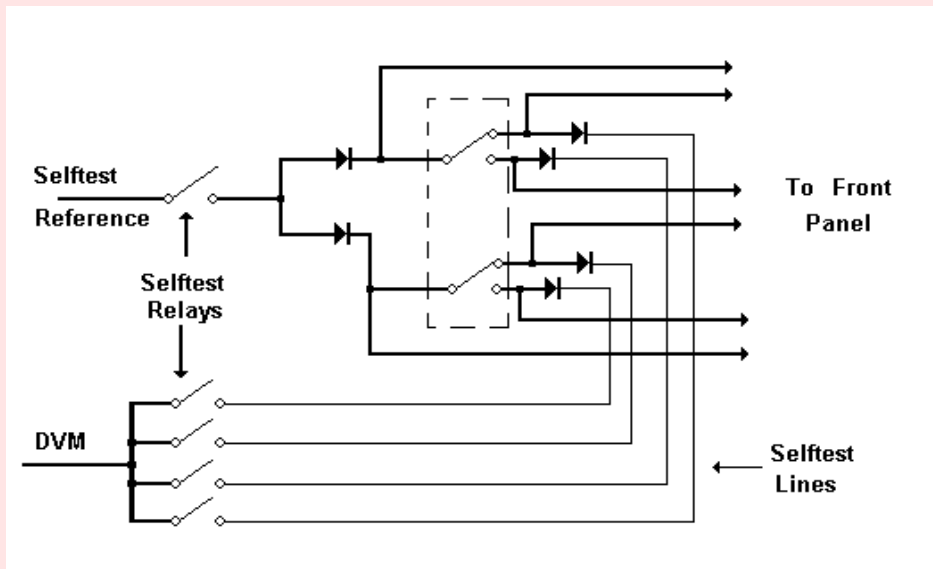 Selftest
Reference
To Front
Panel
Selftest
Relays
DVM
Selftest
Lines